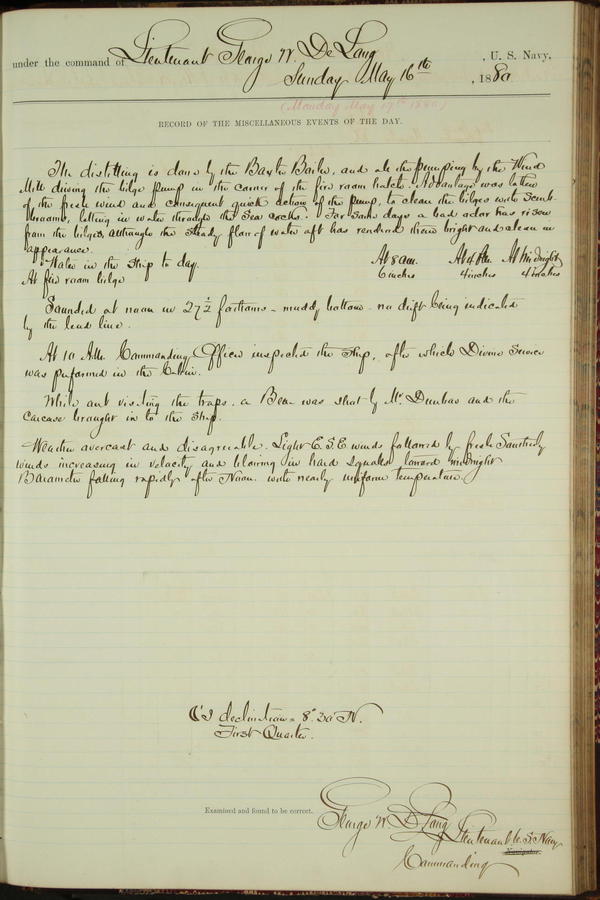 under the command of Lieutenant George W. De Long, U. S. Navy,
Sunday May 16th, 1880
(Monday May 17th 1880)
RECORD OF THE MISCELLANEOUS EVENTS OF THE DAY.
The distilling is done by the Baxter Boiler, and all the pumping by the Wind
Mill driving the bilge pump in the corner of the fire room hatch. Advantage was taken
of the fresh wind and consequent quick action of the pump, to clean the bilges with scrub
brooms, letting in water through the Sea cocks. For some days a bad odor has risen
from the bilges, although the steady flow of water aft has rendered them bright and clean in
appearance.
Water in the ship to day. At 8 am. At 4 PM. At Midnight
At fire room bilge 6 inches 4 inches 4 inches
Sounded at noon in 27 1/2 fathoms - muddy bottom - no drift being indicated
by the lead line.
At 10 AM. Commanding Officer inspected the Ship, after which Divine Service
was performed in the Cabin.
While out visiting the traps, a Bear was shot by Mr Dunbar and the
carcase brought in to the ship.
Weather overcast and disagreeable. Light E.S.E. winds followed by fresh Southerly
winds increasing in velocity and blowing in hard squalls toward midnight
Barometer falling rapidly after Noon. with nearly uniform temperature.
declination = 8° 30' N.
First Quarter.
Examined and found to be correct.
George W. De Long Lieutenant U. S. Navy
Navigator.
Commanding